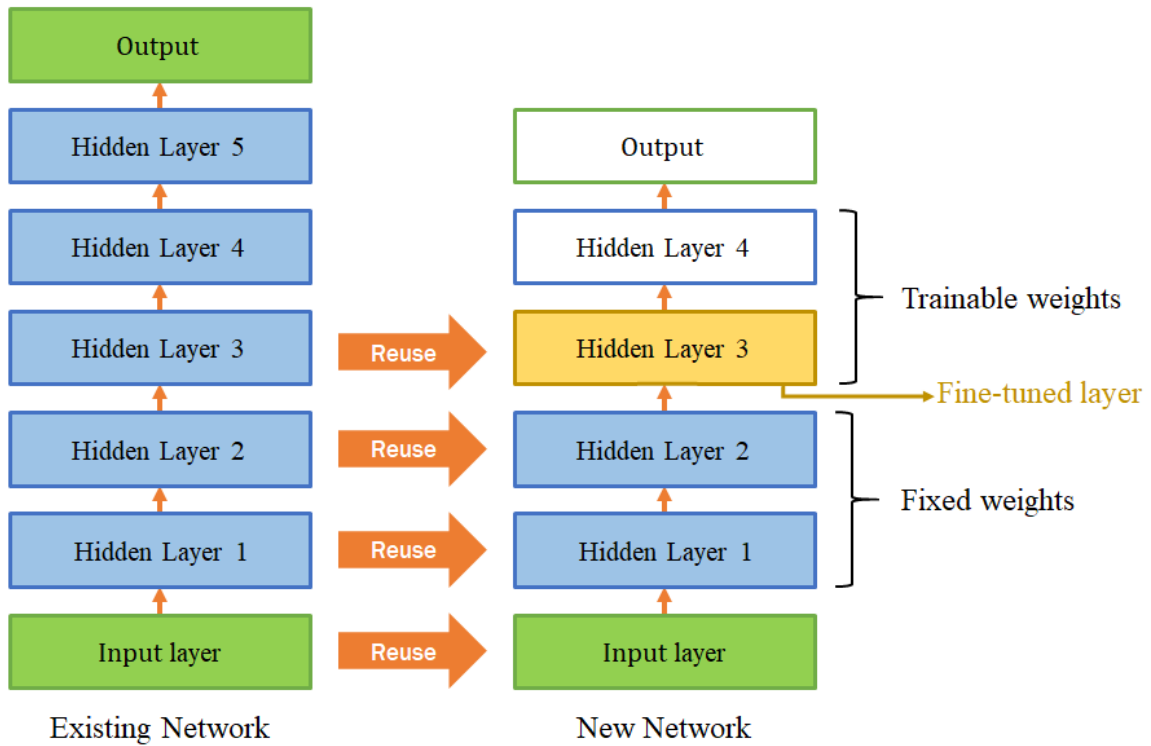 Output
Hidden Layer 5
Output
Hidden Layer 4
Hidden Layer 4
Trainable weights
Hidden Layer 3
Reuse
Hidden Layer 3
Fine-tuned layer
Hidden Layer 2
Reuse
Hidden Layer 2
Fixed weights
Hidden Layer 1
Reuse
Hidden Layer 1
Input layer
Reuse
Input layer
Existing Network
New Network